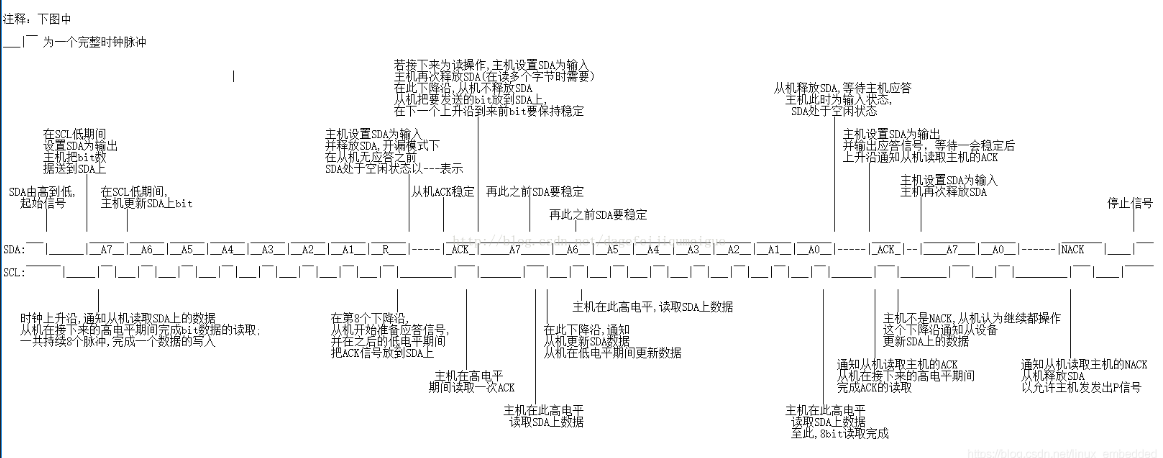 注释：下图中
___|￣ 为一个完整时钟脉冲
若接下来为读操作,主机设置SDA为输入
主机再次释放SDA(在读多个字节时需要)
在此下降沿,从机不释放SDA
从机把要发送的bit放到SDA上,
在下一个上升沿到来前bit要保持稳定
从机释放SDA,等待主机应答
主机此时为输入状态,
SDA处于空闲状态
在SCL低期间
设置SDA为输出
主机把bit数
据送到SDA上
主机设置SDA为输入
并释放SDA,开漏模式下
在从机无应答之前
SDA处于空闲状态以---表示
主机设置SDA为输出
并输出应答信号，等待一会稳定后
上升沿通知从机读取主机的ACK
主机设置SDA为输入
主机再次释放SDA
SDA由高到低,
起始信号
在SCL低期间,
主机更新SDA上bit
从机ACK稳定
再此之前SDA要稳定
再此之前SDA要稳定
停止信号
SDA: A7 A6 A5 A4 A3 A2 A1 R ----- ACK A7 A6 A5 A4 A3 A2 A1 A0 ----- ACK -- A7 A0 ------ NACK
SCL:
主机在此高电平,读取SDA上数据
时钟上升沿,通知从机读取SDA上的数据
从机在接下来的高电平期间完成bit数据的读取;
一共持续8个脉冲,完成一个数据的写入
在第8个下降沿,
从机开始准备应答信号,
并在之后的低电平期间
把ACK信号放到SDA上
在此下降沿,通知
从机更新SDA数据
从机在低电平期间更新数据
主机不是NACK,从机认为继续都操作
这个下降沿通知从设备
更新SDA上的数据
主机在高电平
期间读取一次ACK
通知从机读取主机的ACK
从机在接下来的高电平期间
完成ACK的读取
通知从机读取主机的NACK
从机释放SDA
以允许主机发发出P信号
主机在此高电平
读取SDA上数据
主机在此高电平
读取SDA上数据
至此,8bit读取完成
https://blog.csdn.net/linux_embedded